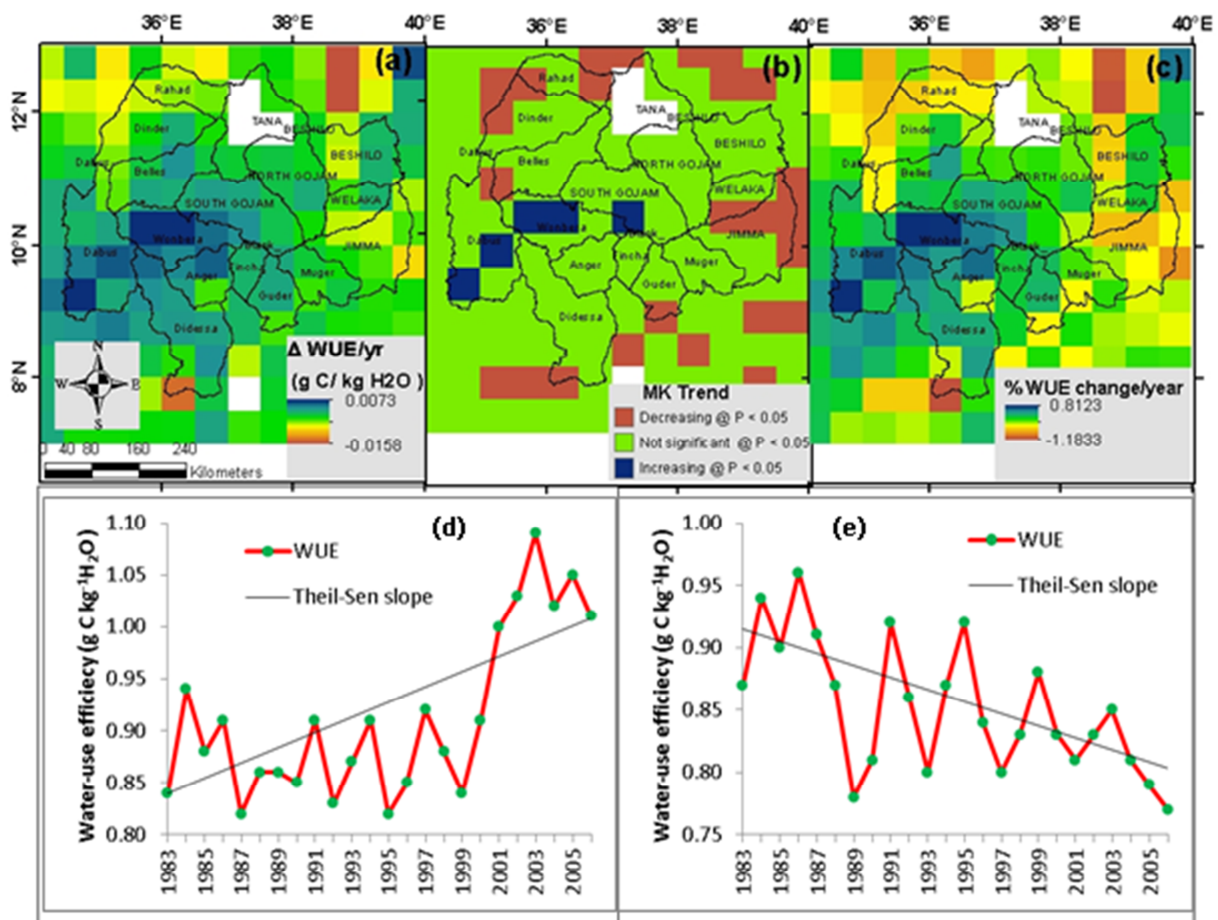 36°E 38°E 40°E 36°E 38°E 40°E 36°E 38°E 40°E
12°N
10°N
8°N
(a)
Rahad
TANA
BESHILO
Dinder
Dabus
Belles
BESHILO
NORTH GOJAM
WELAKA
SOUTH GOJAM
Wonbera
JIMMA
Dabus
Anger
Fincha
Muger
Guder
Didessa
N
W E
S
Δ WUE/yr
(g C/ kg H2O )
0.0073
-0.0158
0 40 80 160 240
Kilometers
(b)
Rahad
TANA
BESHILO
Dinder
BESHILO
Belles
NORTH GOJAM
WELAKA
SOUTH GOJAM
Wonbera
JIMMA
Dabus
Anger
Fincha
Muger
Guder
Didessa
MK Trend
Decreasing @ P < 0.05
Not significant @ P < 0.05
Increasing @ P < 0.05
(c)
Rahad
TANA
BESHILO
Dinder
Dabus
Belles
BESHILO
NORTH GOJAM
WELAKA
SOUTH GOJAM
Wonbera
JIMMA
Dabus
Anger
Fincha
Muger
Guder
Didessa
% WUE change/year
0.8123
-1.1833
(d)
Water-use efficiecy (g C kg⁻¹H₂O)
1.10
1.05
1.00
0.95
0.90
0.85
0.80
WUE
Theil-Sen slope
1983 1985 1987 1989 1991 1993 1995 1997 1999 2001 2003 2005
(e)
Water-use efficiecy (g C kg⁻¹H₂O)
1.00
0.95
0.90
0.85
0.80
0.75
WUE
Theil-Sen slope
1983 1985 1987 1989 1991 1993 1995 1997 1999 2001 2003 2005